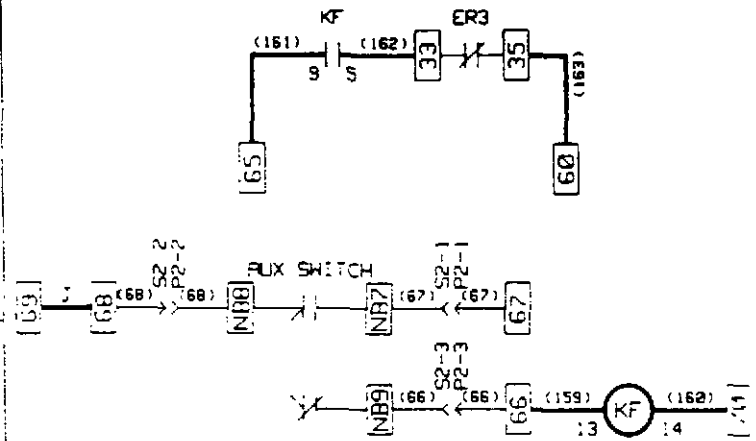 KF ER3
(161) (162) 33 35
9 5
(163)
65 60
S2-2
P2-2
AUX SWITCH
S2-1
P2-1
69 J 68 (68) (68) NB8 NB7 (67) (67) 67
S2-3
P2-3
NB9 (66) (66) 66 (159) KF (160)
13 14